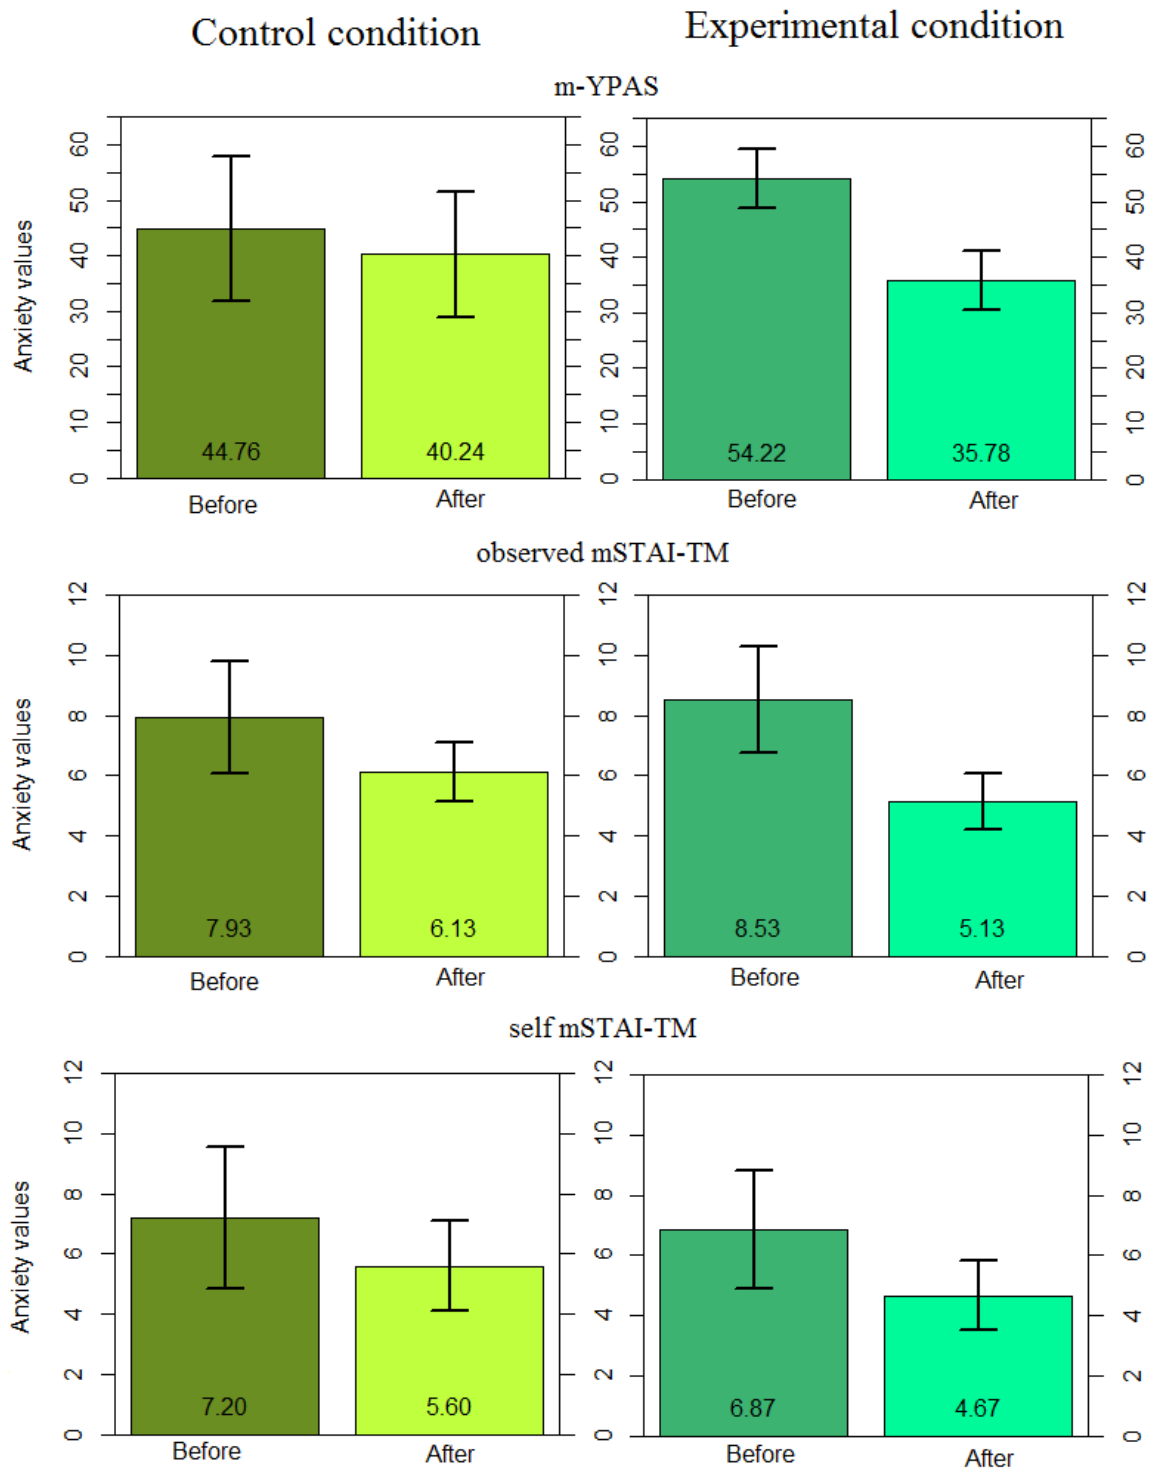 Control condition
Experimental condition
m-YPAS
Anxiety values
0 10 20 30 40 50 60
44.76
40.24
Before
After
0 10 20 30 40 50 60
54.22
35.78
Before
After
0 10 20 30 40 50 60
observed mSTAI-TM
Anxiety values
0 2 4 6 8 10 12
7.93
6.13
Before
After
0 2 4 6 8 10 12
8.53
5.13
Before
After
0 2 4 6 8 10 12
self mSTAI-TM
Anxiety values
0 2 4 6 8 10 12
7.20
5.60
Before
After
0 2 4 6 8 10 12
6.87
4.67
Before
After
0 2 4 6 8 10 12